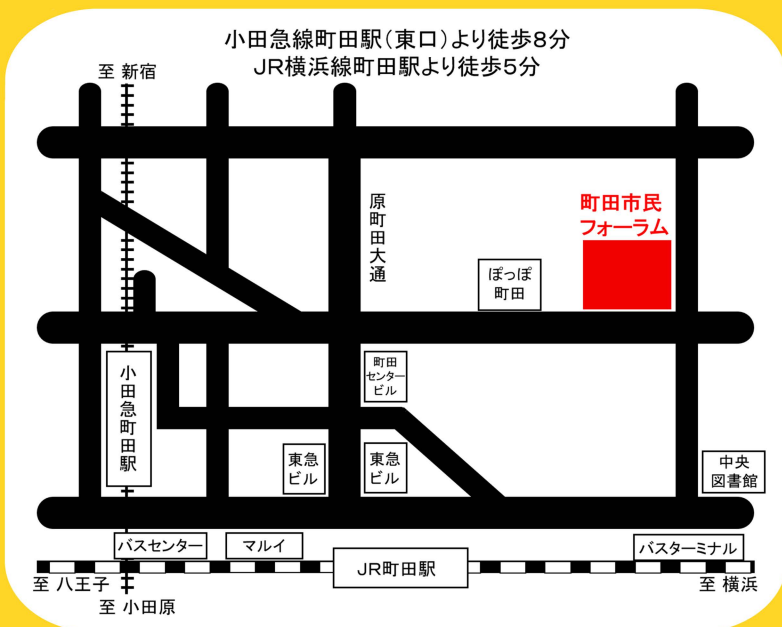 小田急線町田駅(東口)より徒歩8分
JR横浜線町田駅より徒歩5分
至 新宿
原町田大通
町田市民
フォーラム
ぽっぽ
町田
小田急町田駅
町田
センター
ビル
東急
ビル
東急
ビル
中央
図書館
バスセンター
マルイ
JR町田駅
バスターミナル
至 八王子
至 横浜
至 小田原